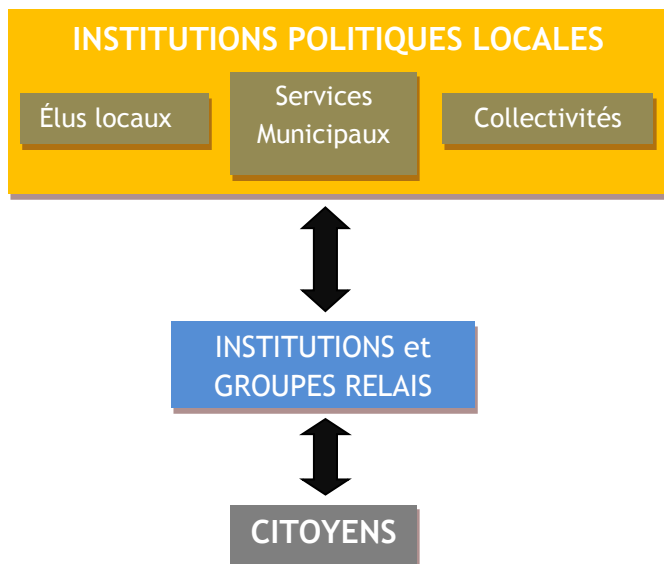 INSTITUTIONS POLITIQUES LOCALES
Élus locaux
Services
Municipaux
Collectivités
INSTITUTIONS et
GROUPES RELAIS
CITOYENS